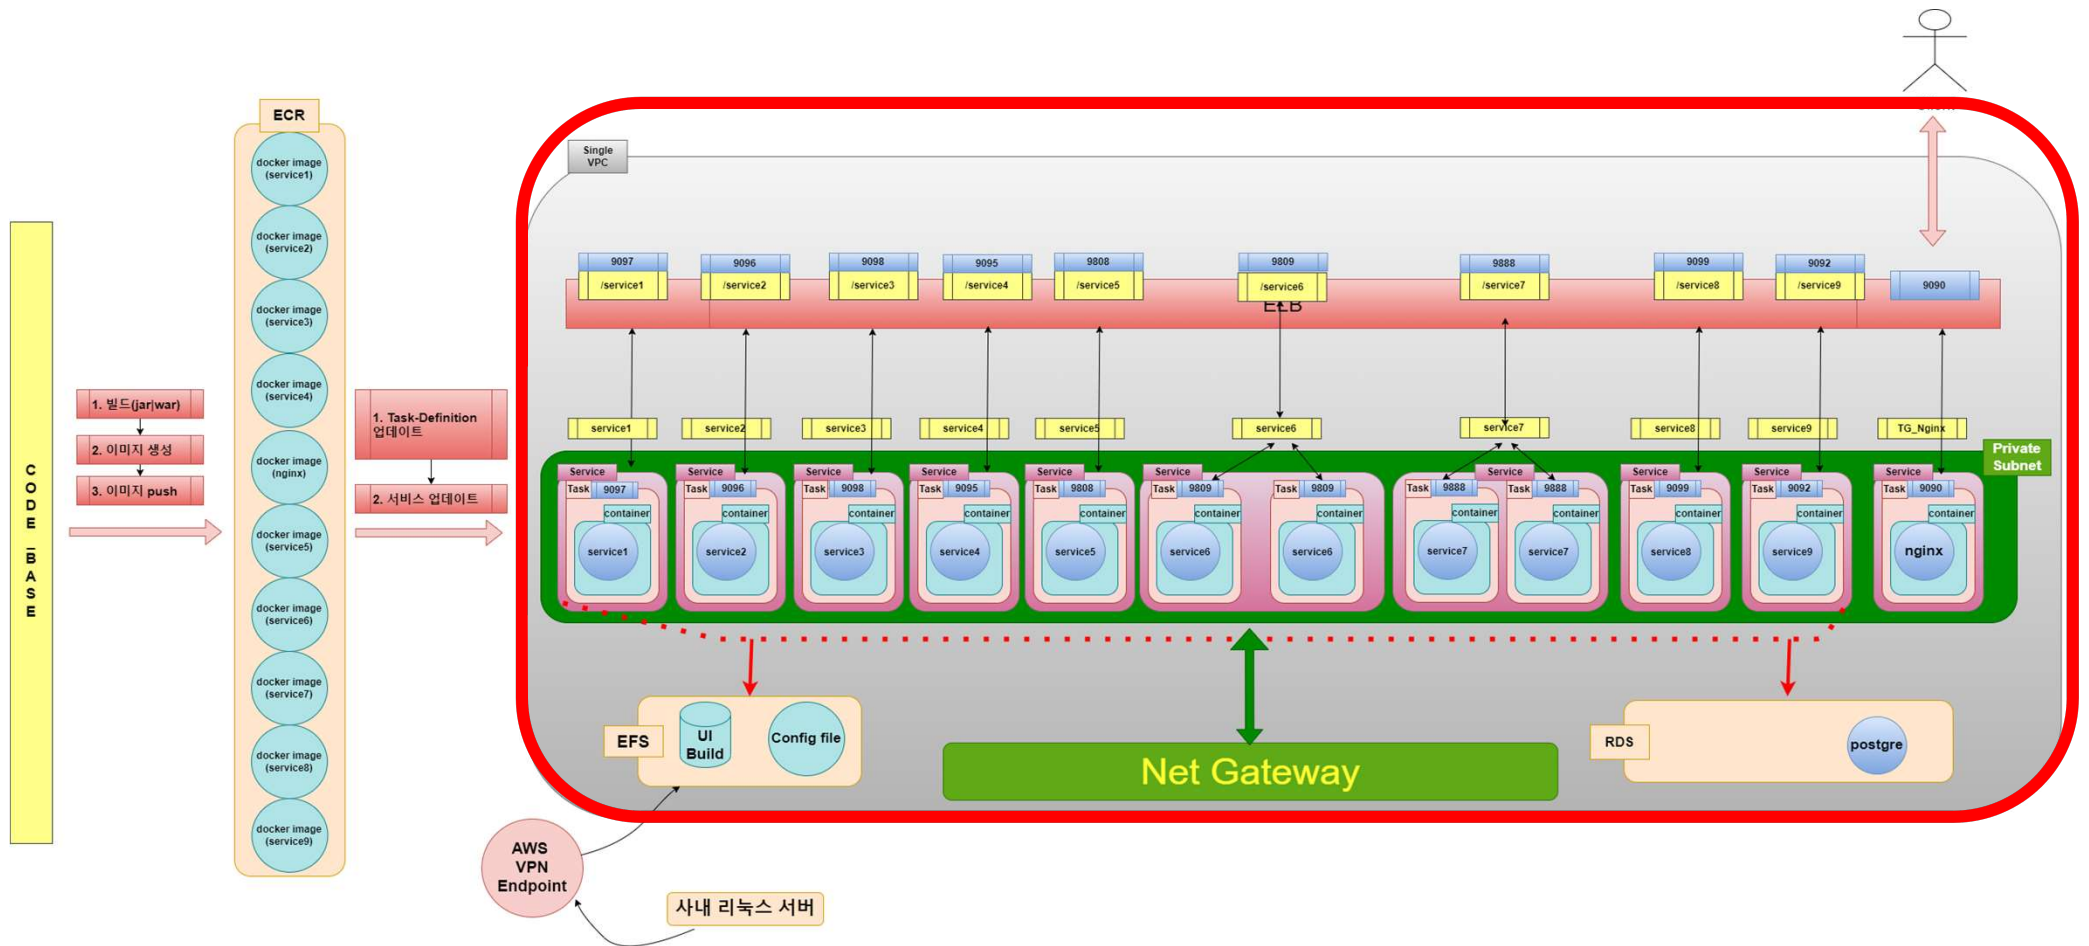 ECR
docker image
(service1)
docker image
(service2)
docker image
(service3)
docker image
(service4)
docker image
(nginx)
docker image
(service5)
docker image
(service6)
docker image
(service7)
docker image
(service8)
docker image
(service9)
C
O
D
E
_
B
A
S
E
1. 빌드(jar|war)
2. 이미지 생성
3. 이미지 push
1. Task-Definition
업데이트
2. 서비스 업데이트
Single
VPC
9097
/service1
9096
/service2
9098
/service3
9095
/service4
9808
/service5
9809
/service6
9888
/service7
9099
/service8
9092
/service9
9090
ELB
service1
service2
service3
service4
service5
service6
service7
service8
service9
TG_Nginx
Private
Subnet
Service
Task 9097
container
service1
Service
Task 9096
container
service2
Service
Task 9098
container
service3
Service
Task 9095
container
service4
Service
Task 9808
container
service5
Service
Task 9809
container
service6
Task 9809
container
service6
Service
Task 9888
container
service7
Task 9888
container
service7
Service
Task 9099
container
service8
Service
Task 9092
container
service9
Service
Task 9090
container
nginx
EFS
UI
Build
Config file
Net Gateway
RDS
postgre
AWS
VPN
Endpoint
사내 리눅스 서버